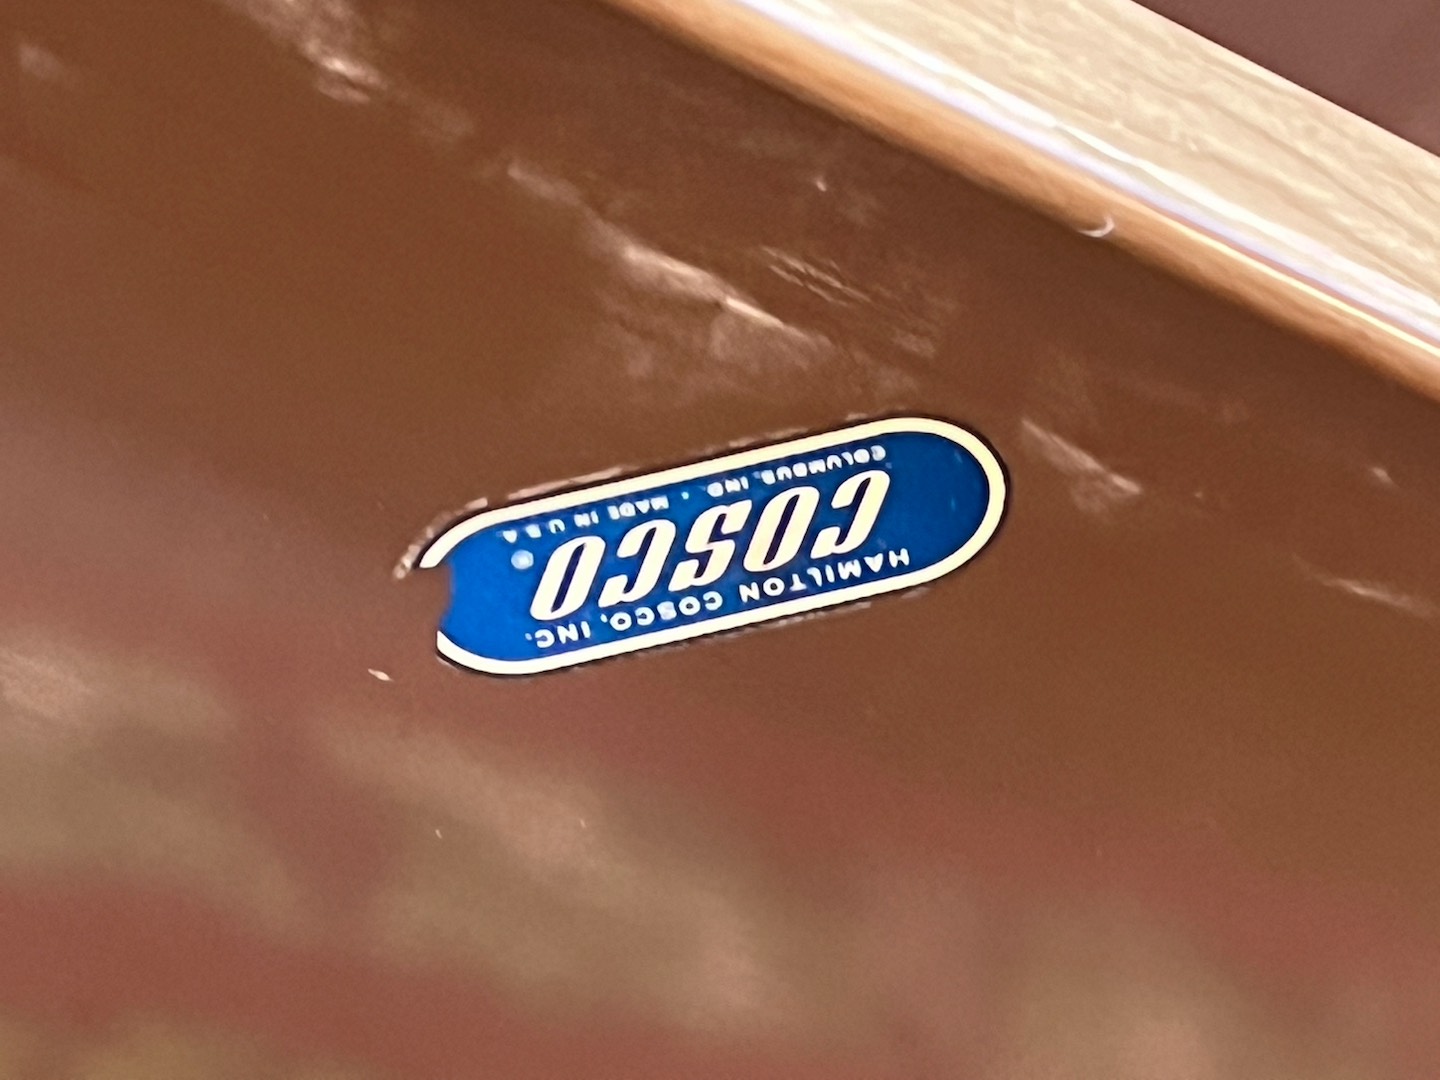 HAMILTON COSCO, INC.
COSCO®
COLUMBUS, IND. • MADE IN U.S.A.